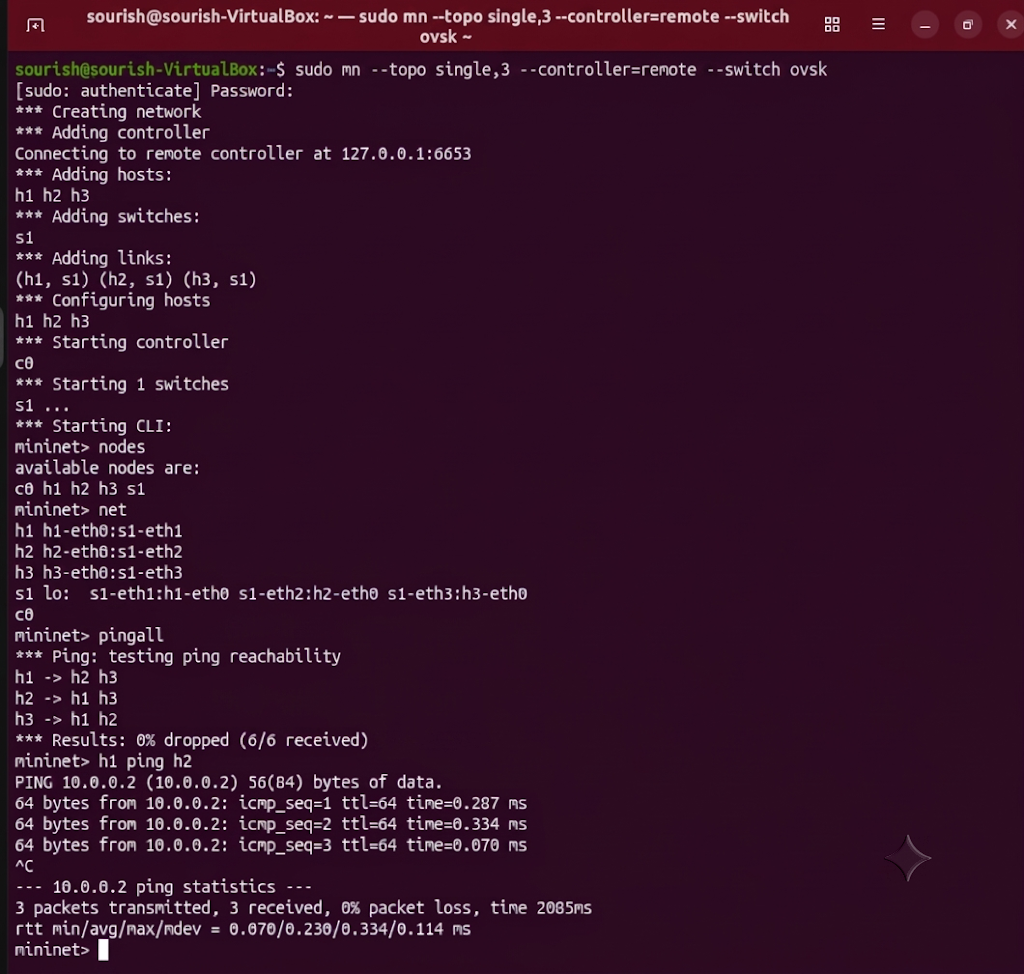 sourish@sourish-VirtualBox: ~ — sudo mn --topo single,3 --controller=remote --switch
ovsk ~
sourish@sourish-VirtualBox:~$ sudo mn --topo single,3 --controller=remote --switch ovsk
[sudo: authenticate] Password:
*** Creating network
*** Adding controller
Connecting to remote controller at 127.0.0.1:6653
*** Adding hosts:
h1 h2 h3
*** Adding switches:
s1
*** Adding links:
(h1, s1) (h2, s1) (h3, s1)
*** Configuring hosts
h1 h2 h3
*** Starting controller
c0
*** Starting 1 switches
s1 ...
*** Starting CLI:
mininet> nodes
available nodes are:
c0 h1 h2 h3 s1
mininet> net
h1 h1-eth0:s1-eth1
h2 h2-eth0:s1-eth2
h3 h3-eth0:s1-eth3
s1 lo:  s1-eth1:h1-eth0 s1-eth2:h2-eth0 s1-eth3:h3-eth0
c0
mininet> pingall
*** Ping: testing ping reachability
h1 -> h2 h3
h2 -> h1 h3
h3 -> h1 h2
*** Results: 0% dropped (6/6 received)
mininet> h1 ping h2
PING 10.0.0.2 (10.0.0.2) 56(84) bytes of data.
64 bytes from 10.0.0.2: icmp_seq=1 ttl=64 time=0.287 ms
64 bytes from 10.0.0.2: icmp_seq=2 ttl=64 time=0.334 ms
64 bytes from 10.0.0.2: icmp_seq=3 ttl=64 time=0.070 ms
^C
--- 10.0.0.2 ping statistics ---
3 packets transmitted, 3 received, 0% packet loss, time 2085ms
rtt min/avg/max/mdev = 0.070/0.230/0.334/0.114 ms
mininet>